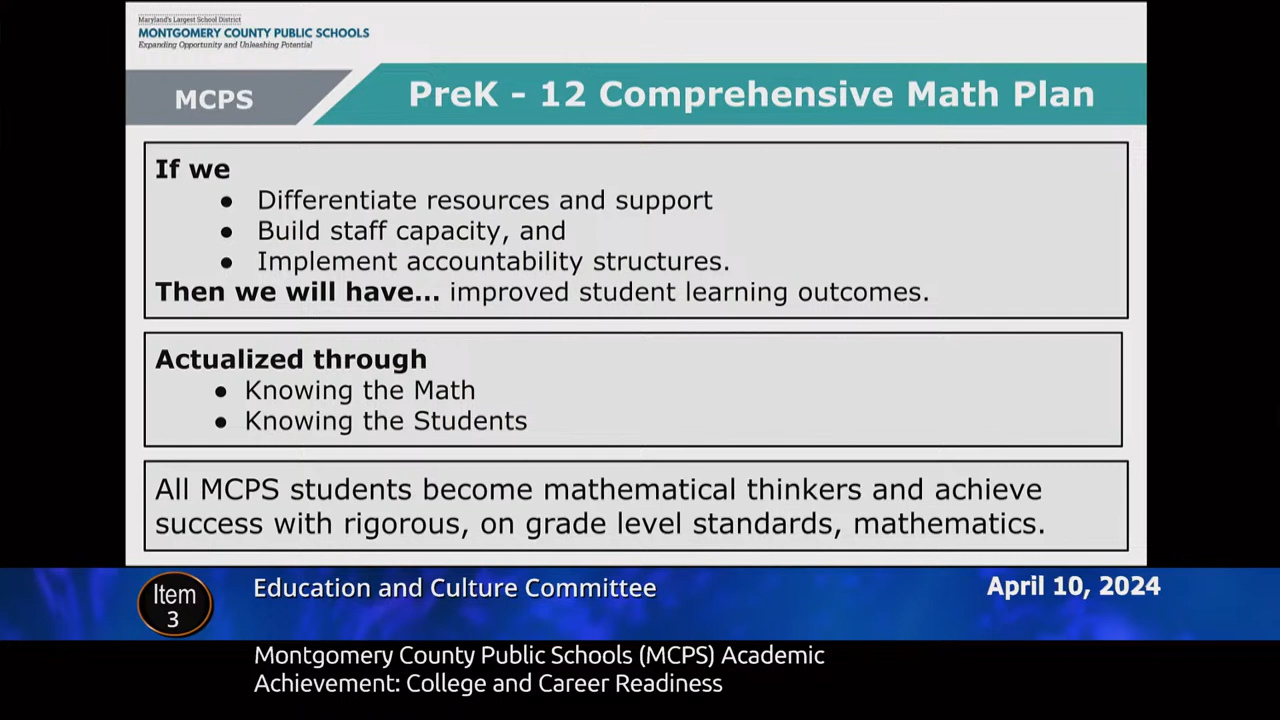 Maryland's Largest School District
MONTGOMERY COUNTY PUBLIC SCHOOLS
Expanding Opportunity and Unleashing Potential
MCPS
PreK - 12 Comprehensive Math Plan
If we
● Differentiate resources and support
● Build staff capacity, and
● Implement accountability structures.
Then we will have... improved student learning outcomes.
Actualized through
● Knowing the Math
● Knowing the Students
All MCPS students become mathematical thinkers and achieve
success with rigorous, on grade level standards, mathematics.
Item
3
Education and Culture Committee
April 10, 2024
Montgomery County Public Schools (MCPS) Academic
Achievement: College and Career Readiness